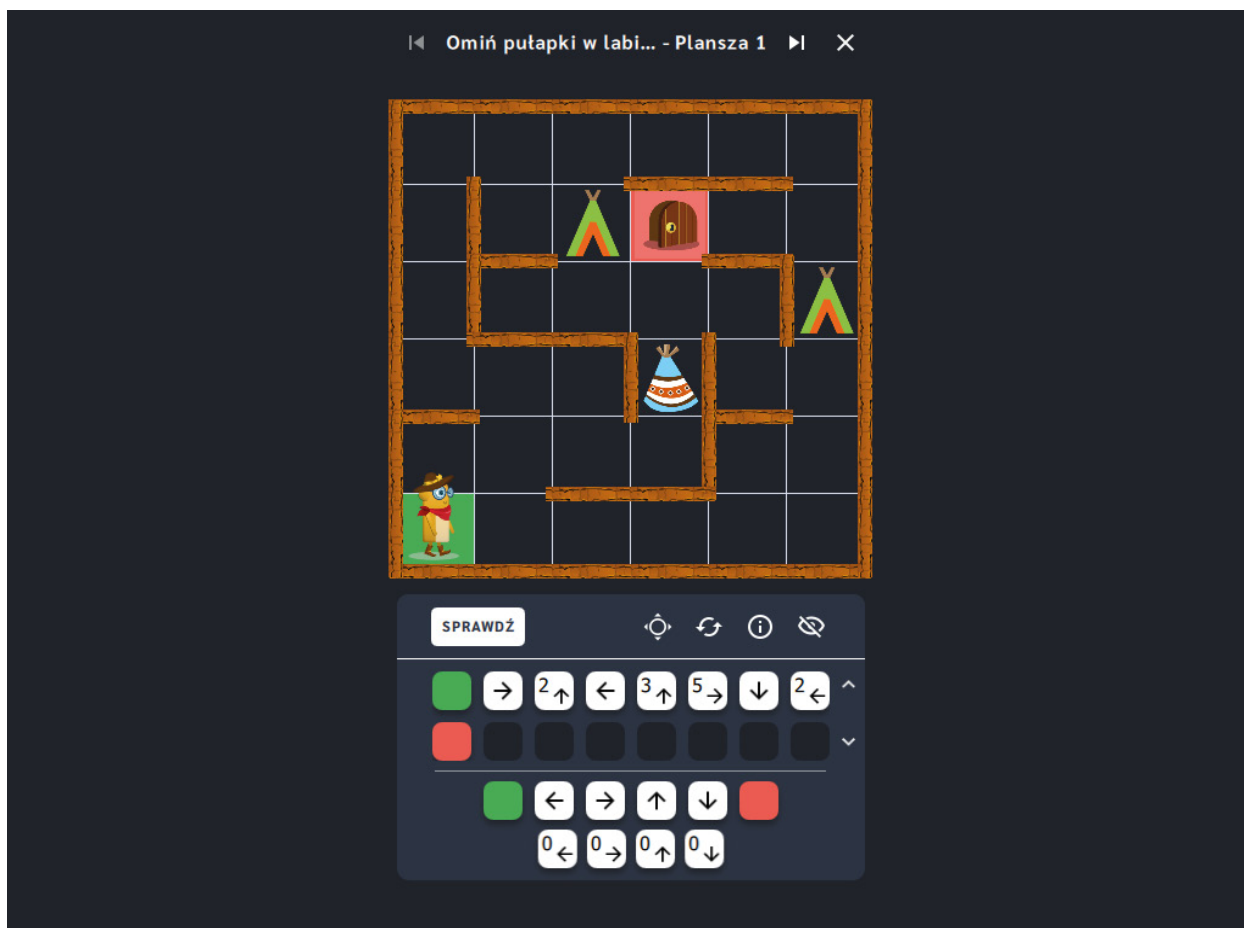 Omiń pułapki w labi... - Plansza 1
SPRAWDŹ
→ 2↑ ← 3↑ 5→ ↓ 2←
← → ↑ ↓
0← 0→ 0↑ 0↓